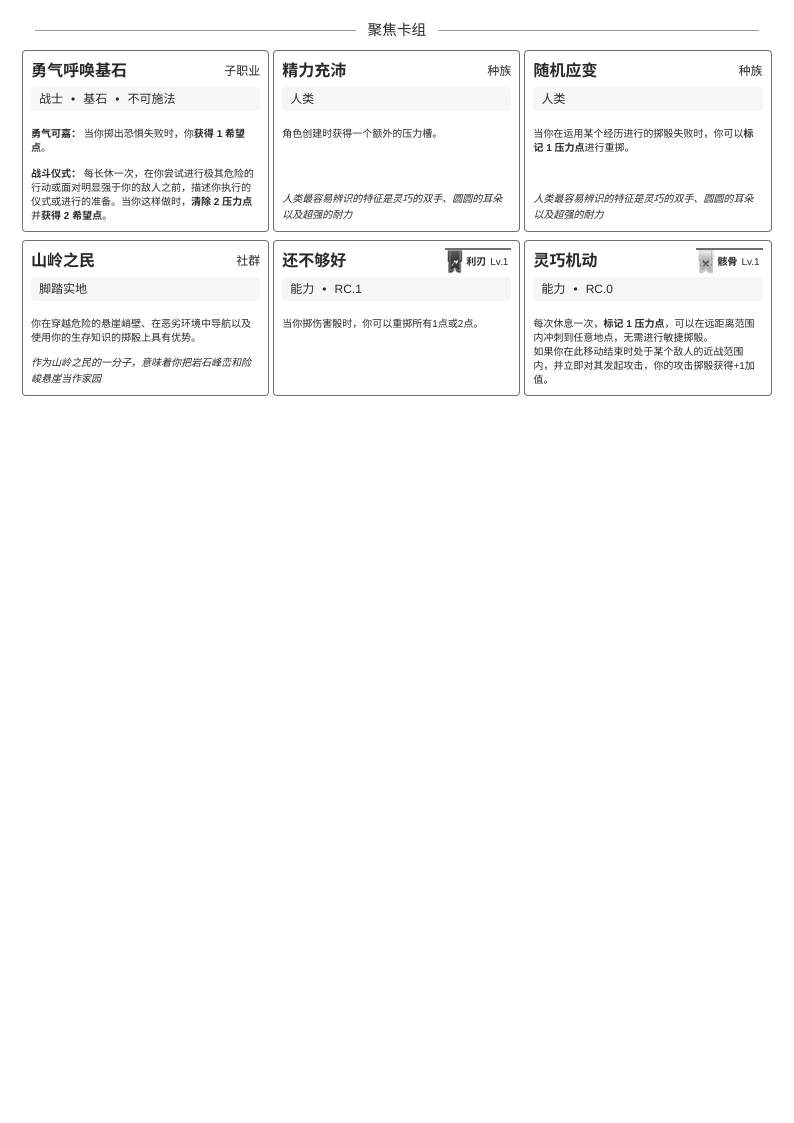 聚焦卡组
勇气呼唤基石 子职业
战士 • 基石 • 不可施法
勇气可嘉： 当你掷出恐惧失败时，你获得 1 希望
点。
战斗仪式： 每长休一次，在你尝试进行极其危险的
行动或面对明显强于你的敌人之前，描述你执行的
仪式或进行的准备。当你这样做时，清除 2 压力点
并获得 2 希望点。
精力充沛 种族
人类
角色创建时获得一个额外的压力槽。
人类最容易辨识的特征是灵巧的双手、圆圆的耳朵
以及超强的耐力
随机应变 种族
人类
当你在运用某个经历进行的掷骰失败时，你可以标
记 1 压力点进行重掷。
人类最容易辨识的特征是灵巧的双手、圆圆的耳朵
以及超强的耐力
山岭之民 社群
脚踏实地
你在穿越危险的悬崖峭壁、在恶劣环境中导航以及
使用你的生存知识的掷骰上具有优势。
作为山岭之民的一分子，意味着你把岩石峰峦和险
峻悬崖当作家园
还不够好 利刃 Lv.1
能力 • RC.1
当你掷伤害骰时，你可以重掷所有1点或2点。
灵巧机动 骸骨 Lv.1
能力 • RC.0
每次休息一次，标记 1 压力点，可以在远距离范围
内冲刺到任意地点，无需进行敏捷掷骰。
如果你在此移动结束时处于某个敌人的近战范围
内，并立即对其发起攻击，你的攻击掷骰获得+1加
值。